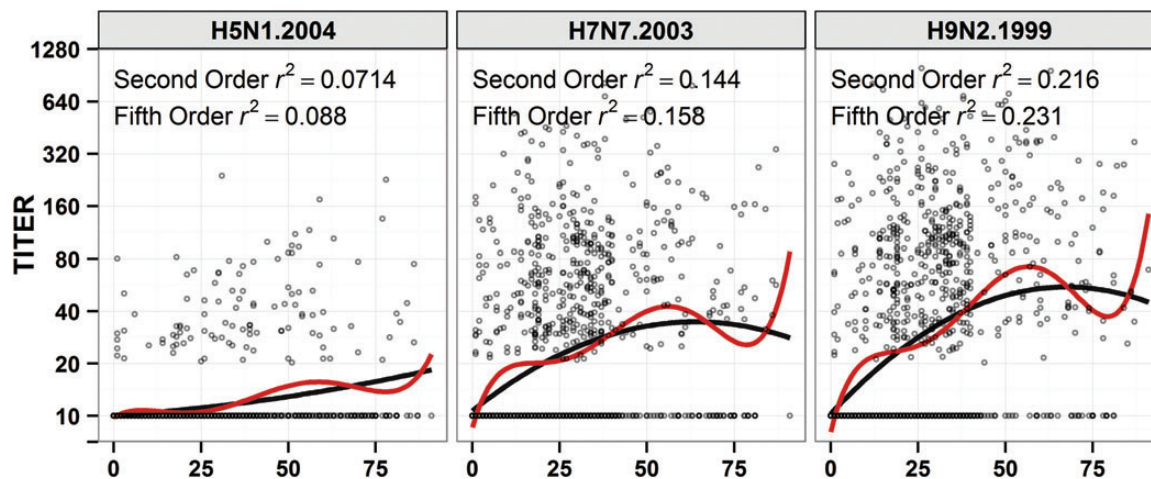 H5N1.2004 H7N7.2003 H9N2.1999
Second Order r² = 0.0714 Second Order r² = 0.144 Second Order r² = 0.216
Fifth Order r² = 0.088 Fifth Order r² = 0.158 Fifth Order r² = 0.231
TITER
1280
640
320
160
80
40
20
10
0 25 50 75 0 25 50 75 0 25 50 75